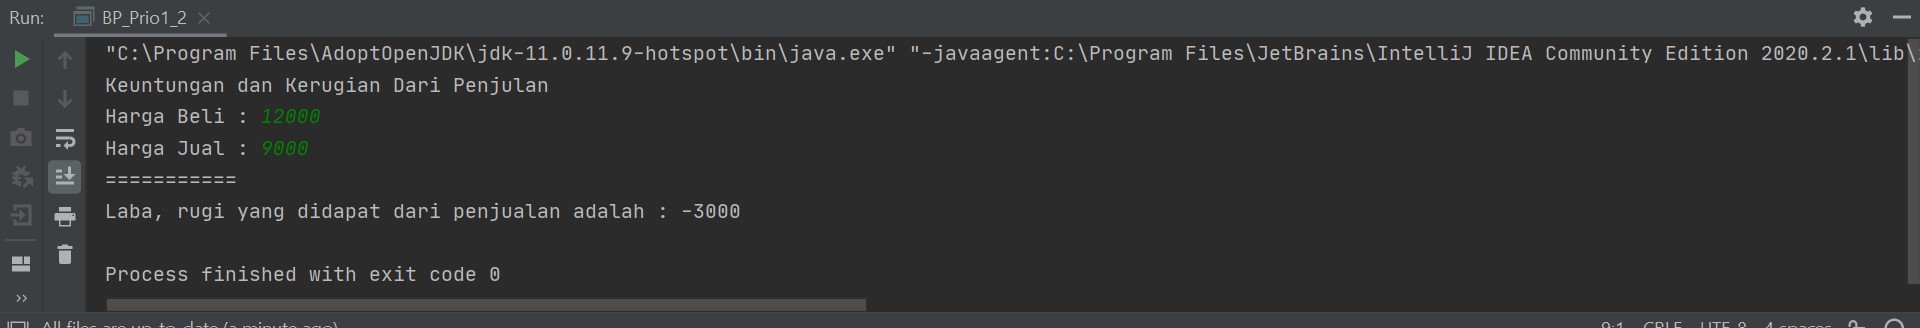 Run: BP_Prio1_2
"C:\Program Files\AdoptOpenJDK\jdk-11.0.11.9-hotspot\bin\java.exe" "-javaagent:C:\Program Files\JetBrains\IntelliJ IDEA Community Edition 2020.2.1\lib\
Keuntungan dan Kerugian Dari Penjulan
Harga Beli : 12000
Harga Jual : 9000
===========
Laba, rugi yang didapat dari penjualan adalah : -3000
Process finished with exit code 0
All files are up-to-date (a minute ago) 9:1 CRLF UTF-8 4 spaces